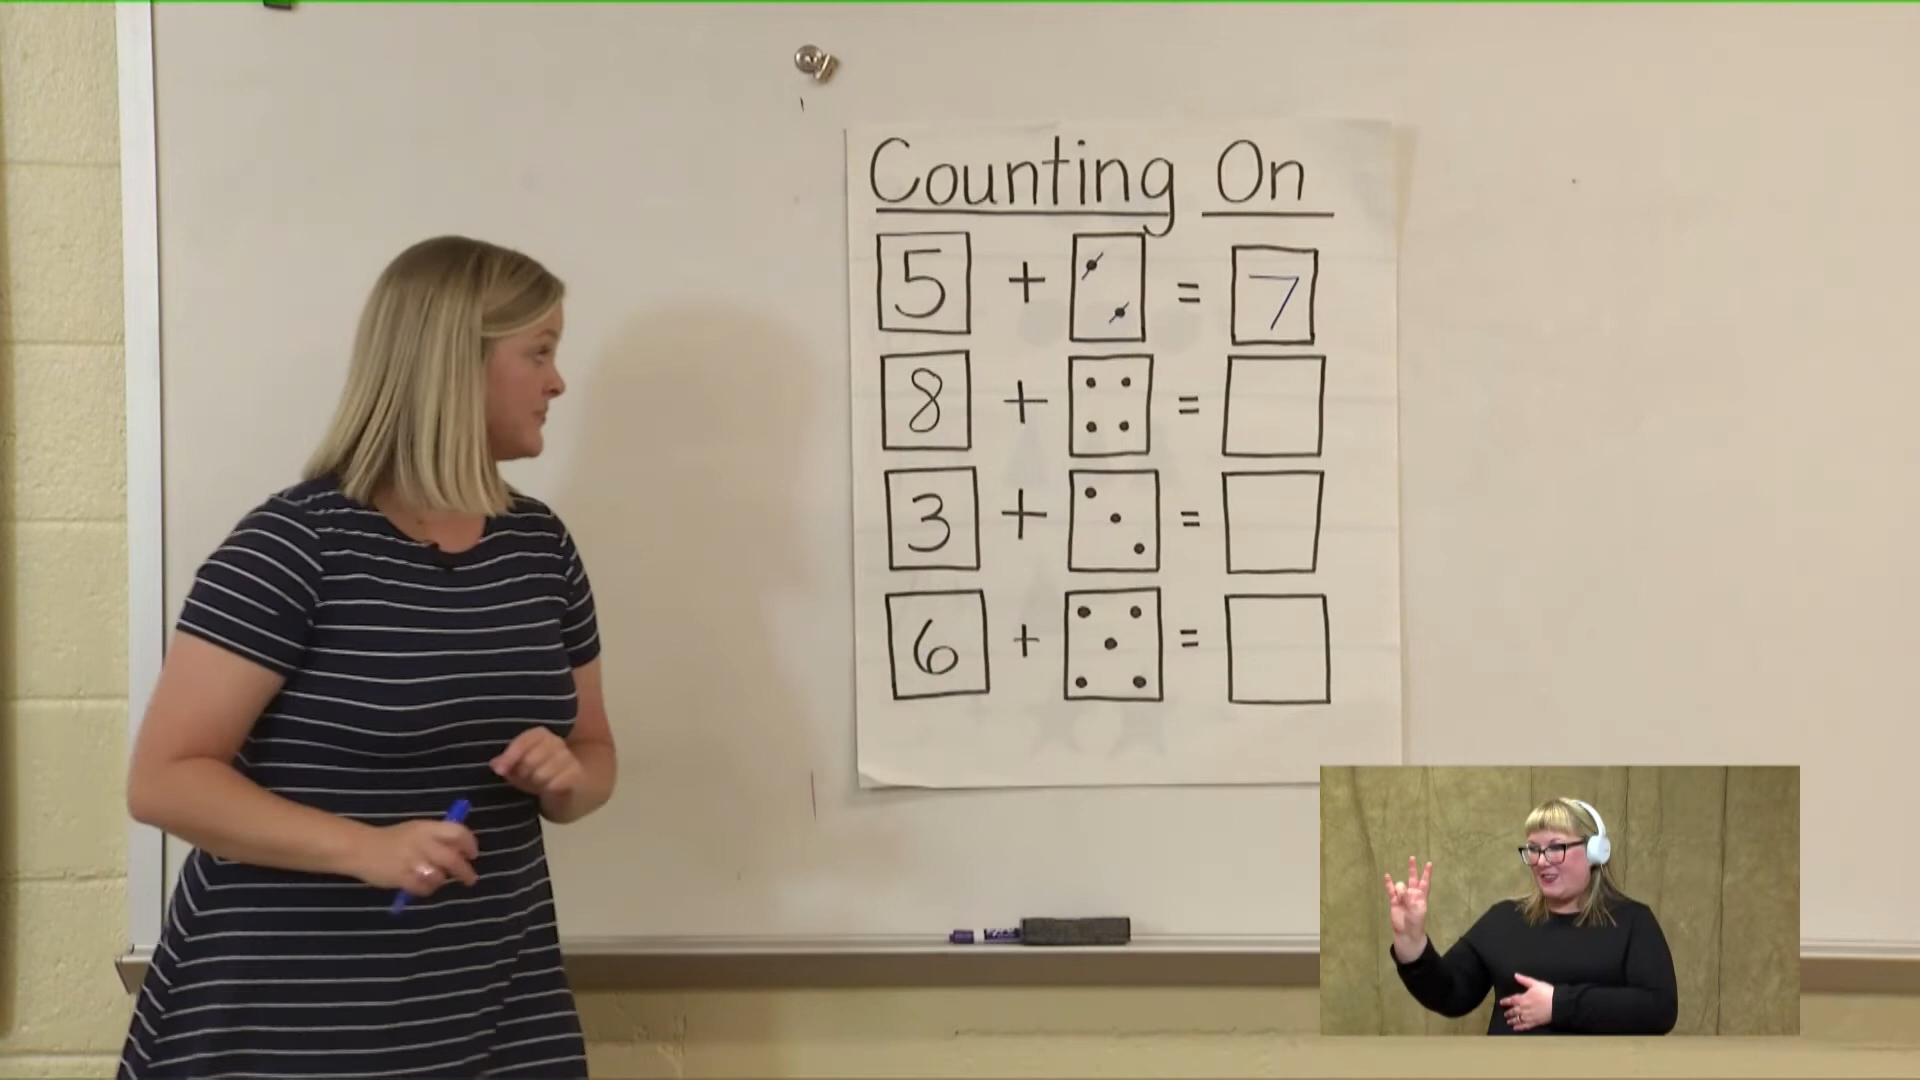 Counting On
5 + = 7
8 + =
3 + =
6 + =